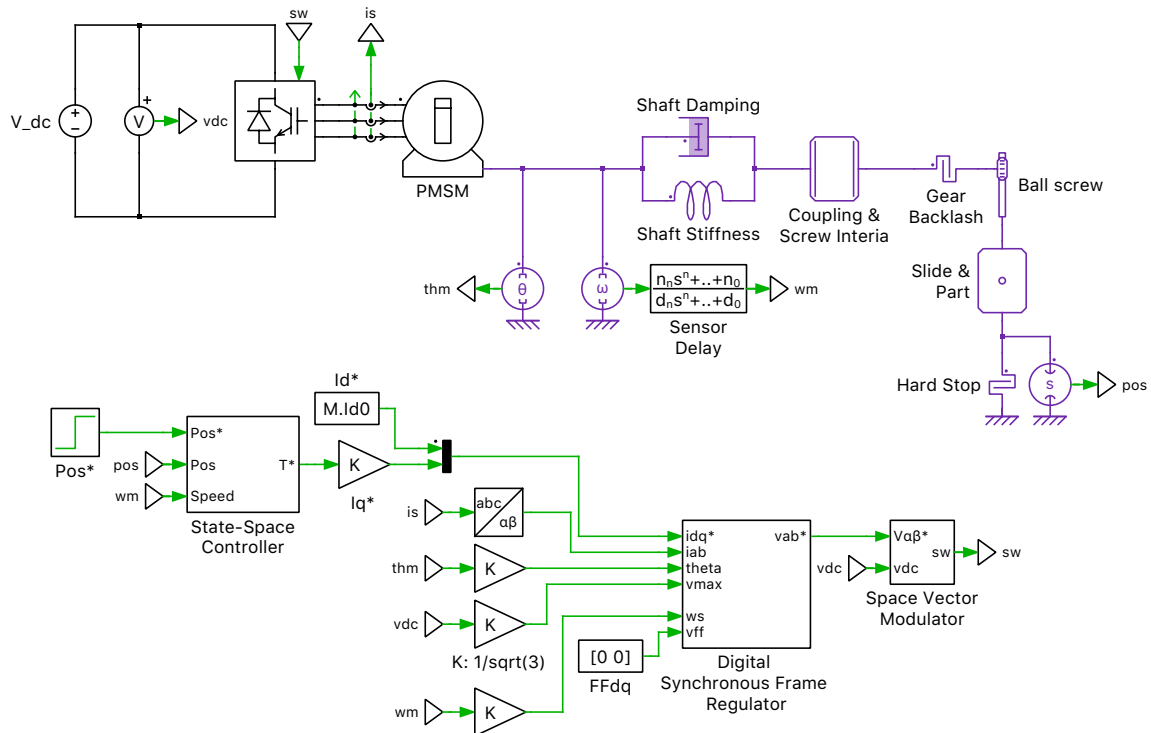 sw
is
V_dc
V
vdc
PMSM
Shaft Damping
Shaft Stiffness
Coupling &
Screw Interia
Gear
Backlash
Ball screw
Slide &
Part
thm
θ
ω
nₙsⁿ+..+n₀
dₙsⁿ+..+d₀
wm
Sensor
Delay
Hard Stop
s
pos
Id*
M.Id0
Pos*
pos
wm
Pos*
Pos
Speed
T*
State-Space
Controller
K
Iq*
is
abc
αβ
thm
K
vdc
K
K: 1/sqrt(3)
wm
K
[0 0]
FFdq
idq*
iab
theta
vmax
ws
vff
vab*
Digital
Synchronous Frame
Regulator
vdc
Vαβ*
vdc
sw
Space Vector
Modulator
sw